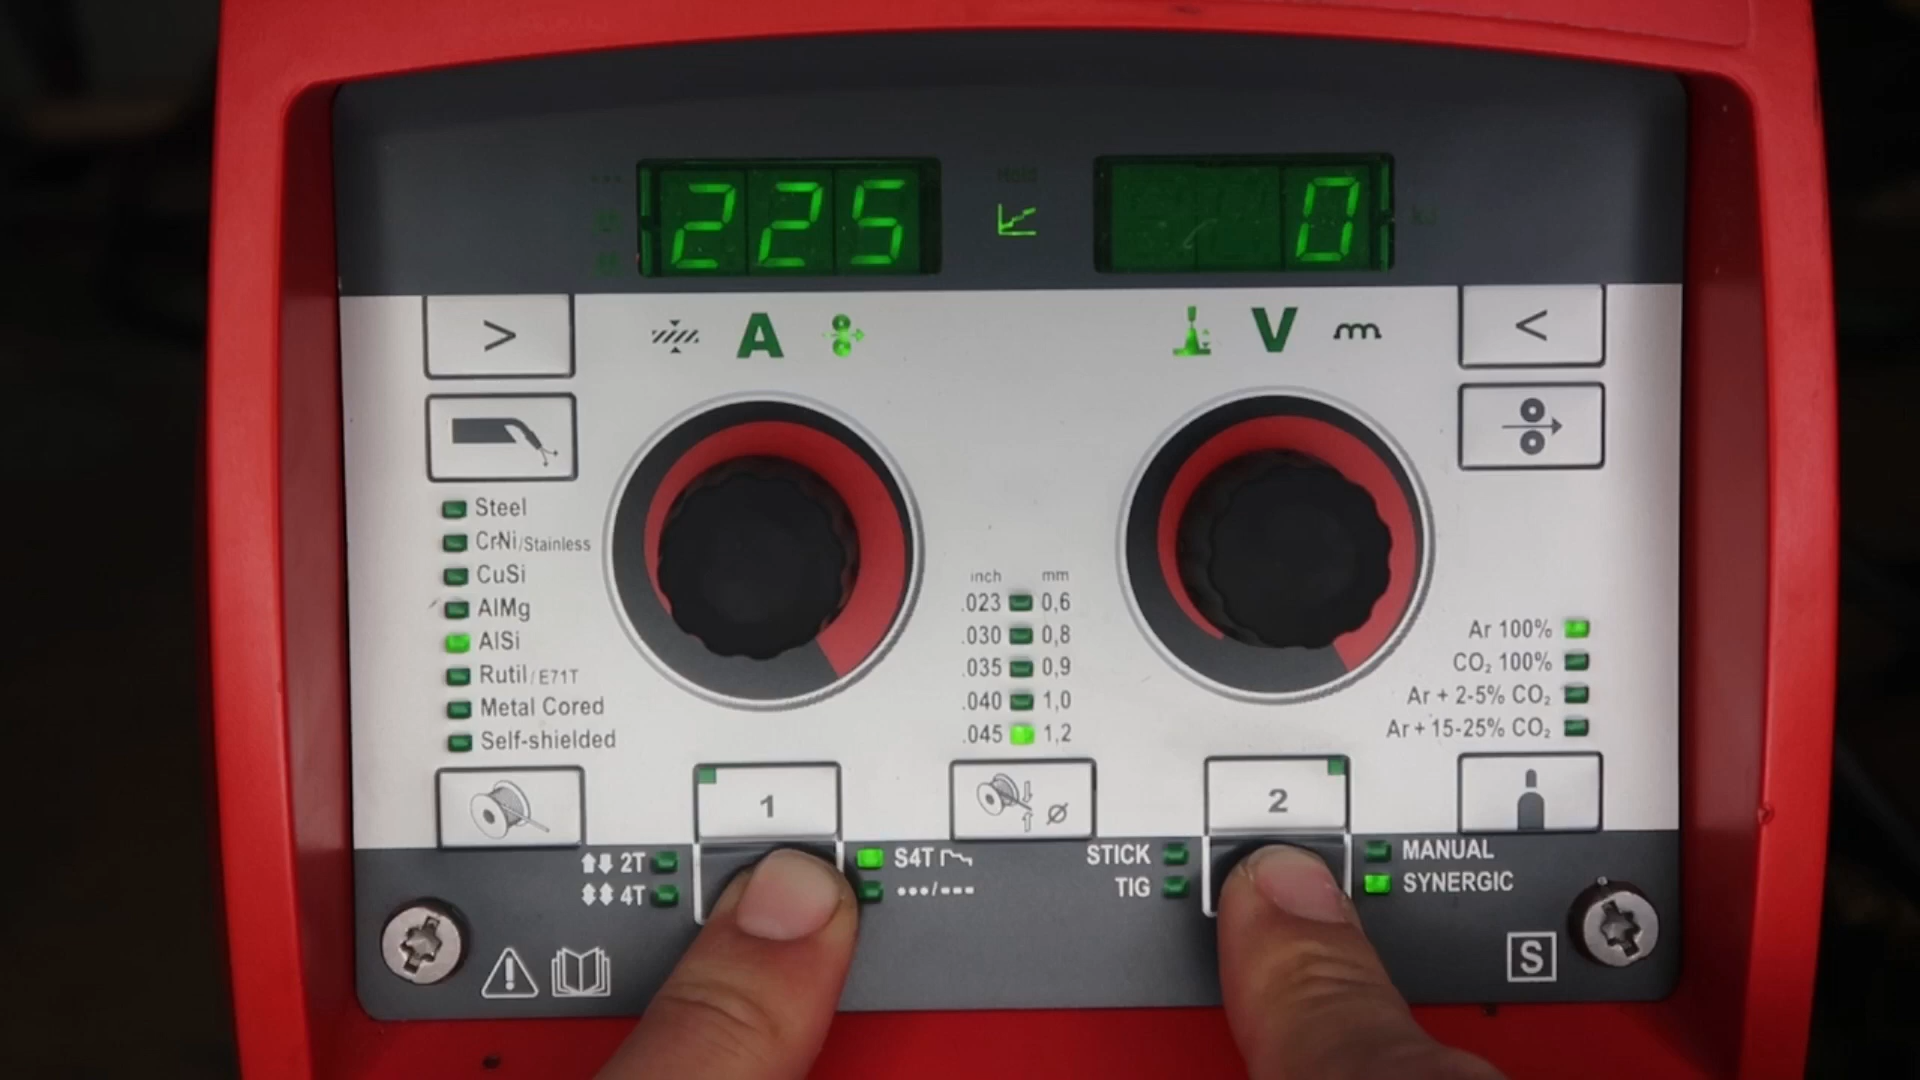 Hold
225
0
>
A
V
<
Steel
CrNi/Stainless
CuSi
AlMg
AlSi
Rutil/E71T
Metal Cored
Self-shielded
inch mm
.023 0,6
.030 0,8
.035 0,9
.040 1,0
.045 1,2
Ar 100%
CO₂ 100%
Ar + 2-5% CO₂
Ar + 15-25% CO₂
1
Ø
2
2T
4T
S4T
STICK
TIG
MANUAL
SYNERGIC
S